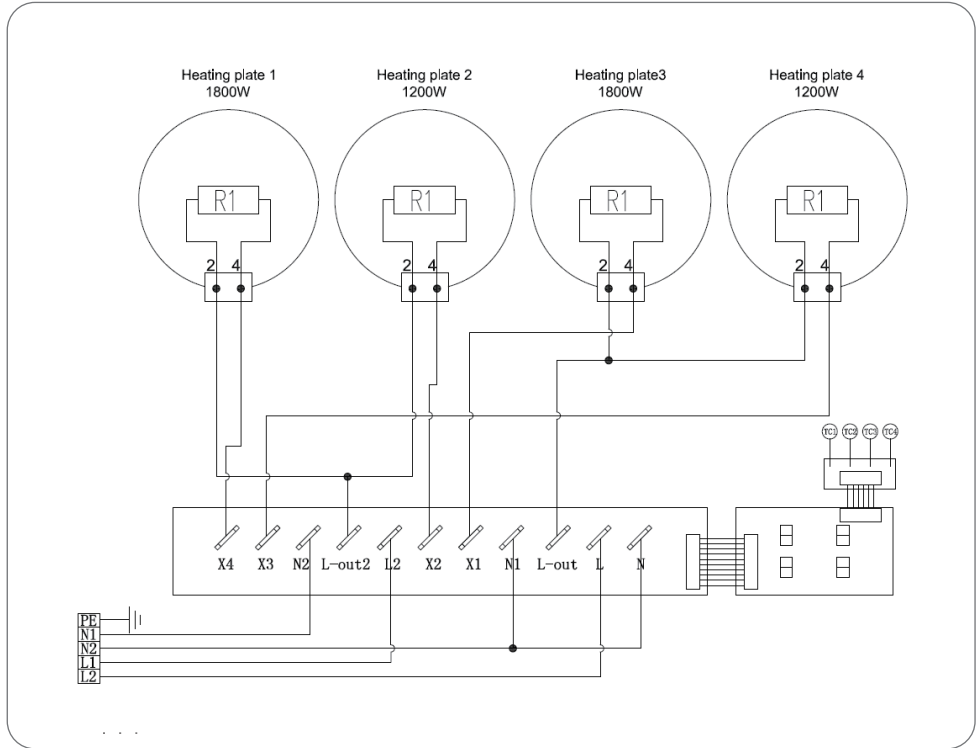 Heating plate 1
1800W
Heating plate 2
1200W
Heating plate3
1800W
Heating plate 4
1200W
R1
R1
R1
R1
2 4
2 4
2 4
2 4
TC1 TC2 TC3 TC4
X4 X3 N2 L-out2 L2 X2 X1 N1 L-out L N
PE
N1
N2
L1
L2